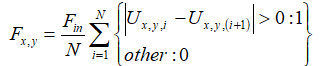 F_{x,y} = \frac{F_{in}}{N} \sum_{i=1}^{N} \left\{ \begin{matrix} |U_{x,y,i} - U_{x,y,(i+1)}| > 0 : 1 \\ other : 0 \end{matrix} \right\}